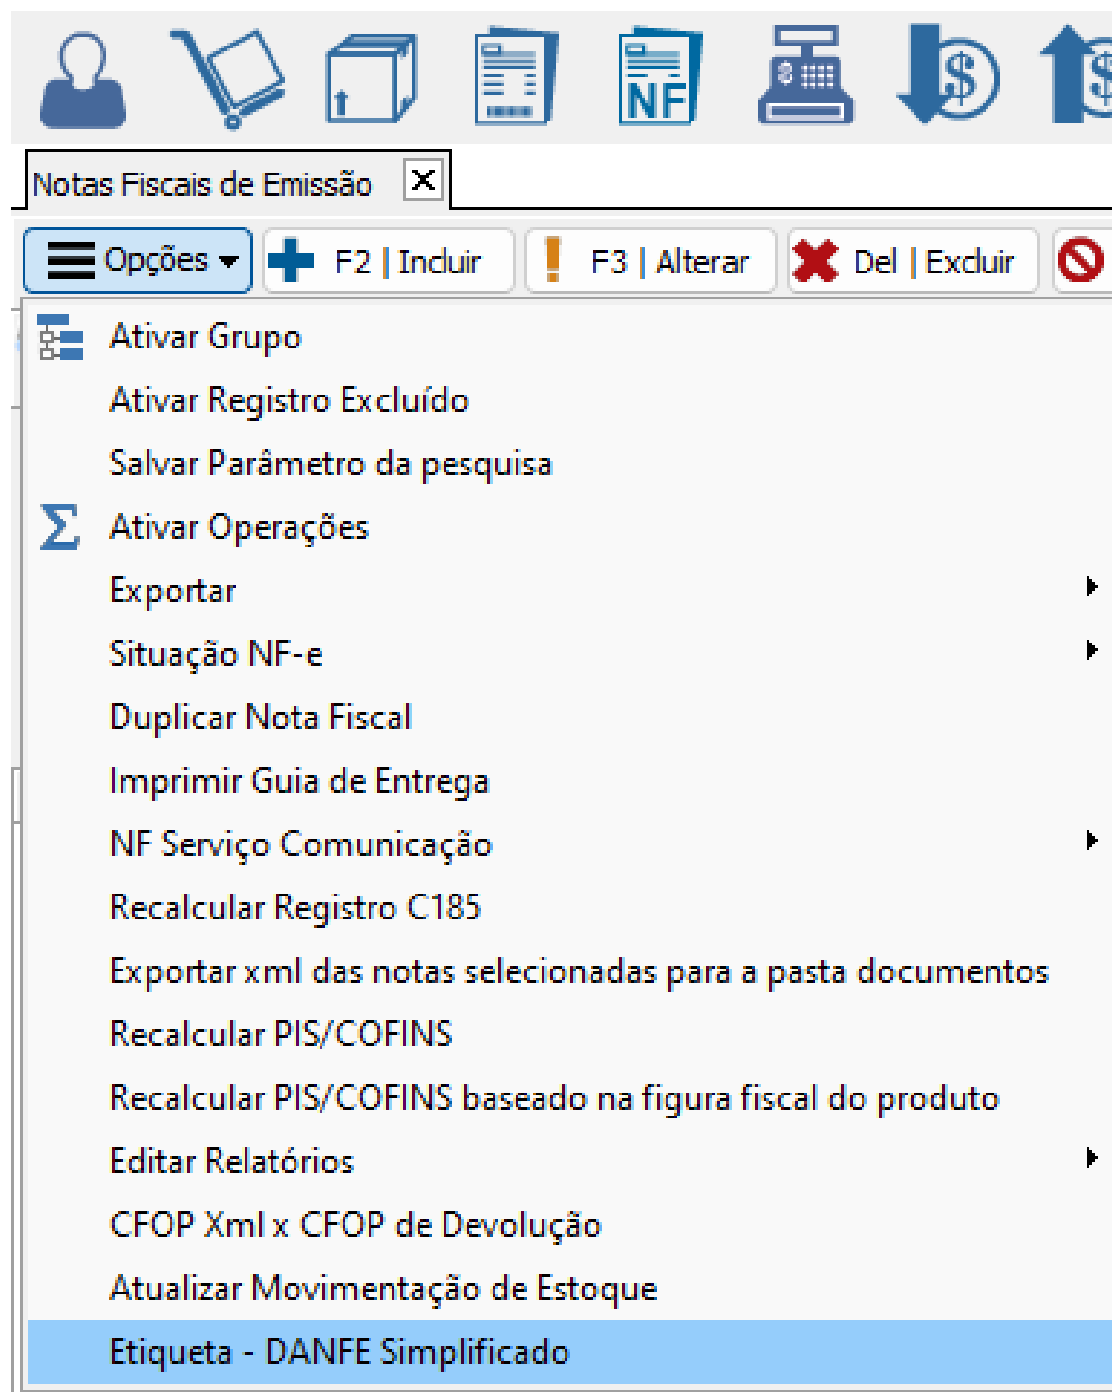 NF
Notas Fiscais de Emissão
Opções
F2 | Incluir
F3 | Alterar
Del | Excluir
Ativar Grupo
Ativar Registro Excluído
Salvar Parâmetro da pesquisa
Ativar Operações
Exportar
Situação NF-e
Duplicar Nota Fiscal
Imprimir Guia de Entrega
NF Serviço Comunicação
Recalcular Registro C185
Exportar xml das notas selecionadas para a pasta documentos
Recalcular PIS/COFINS
Recalcular PIS/COFINS baseado na figura fiscal do produto
Editar Relatórios
CFOP Xml x CFOP de Devolução
Atualizar Movimentação de Estoque
Etiqueta - DANFE Simplificado